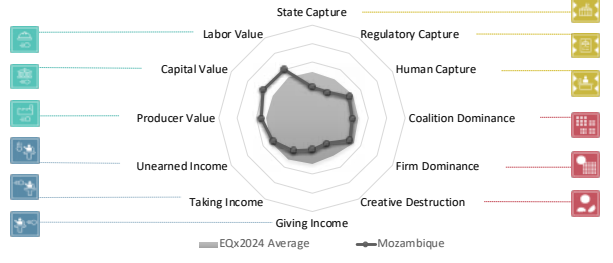 State Capture
Labor Value
Regulatory Capture
Capital Value
Human Capture
Producer Value
Coalition Dominance
Unearned Income
Firm Dominance
Taking Income
Creative Destruction
Giving Income
EQx2024 Average
Mozambique